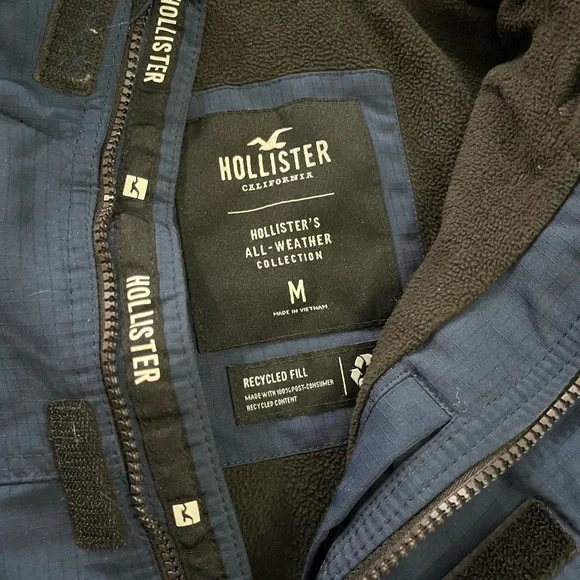 HOLLISTER
HOLLISTER
HOLLISTER
CALIFORNIA
HOLLISTER'S
ALL-WEATHER
COLLECTION
M
MADE IN VIETNAM
RECYCLED FILL
MADE WITH 100% POST-CONSUMER
RECYCLED CONTENT